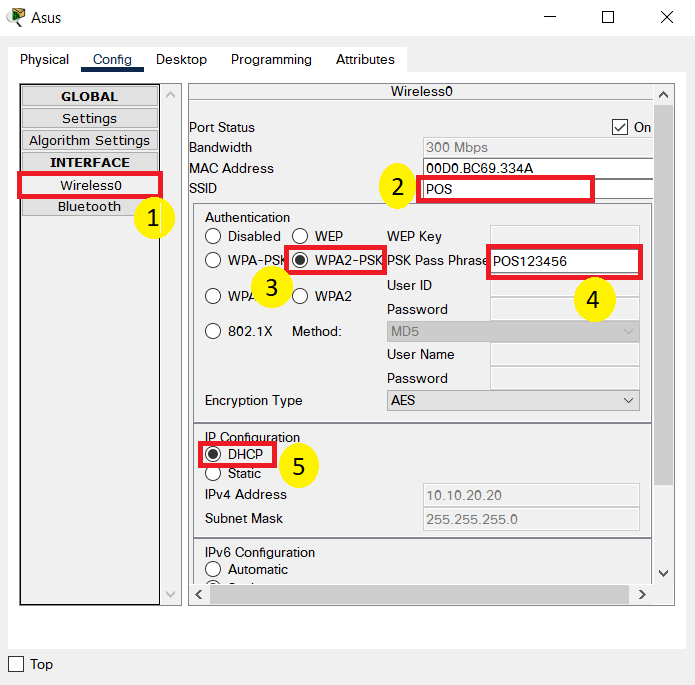 Asus
Physical Config Desktop Programming Attributes
GLOBAL
Settings
Algorithm Settings
INTERFACE
Wireless0
Bluetooth
1
Wireless0
Port Status On
Bandwidth 300 Mbps
MAC Address 00D0.BC69.334A
SSID 2 POS
Authentication
Disabled WEP WEP Key
WPA-PSK WPA2-PSK PSK Pass Phrase POS123456
3 User ID 4
WPA WPA2
Password
802.1X Method: MD5
User Name
Password
Encryption Type AES
IP Configuration
DHCP 5
Static
IPv4 Address 10.10.20.20
Subnet Mask 255.255.255.0
IPv6 Configuration
Automatic
Top